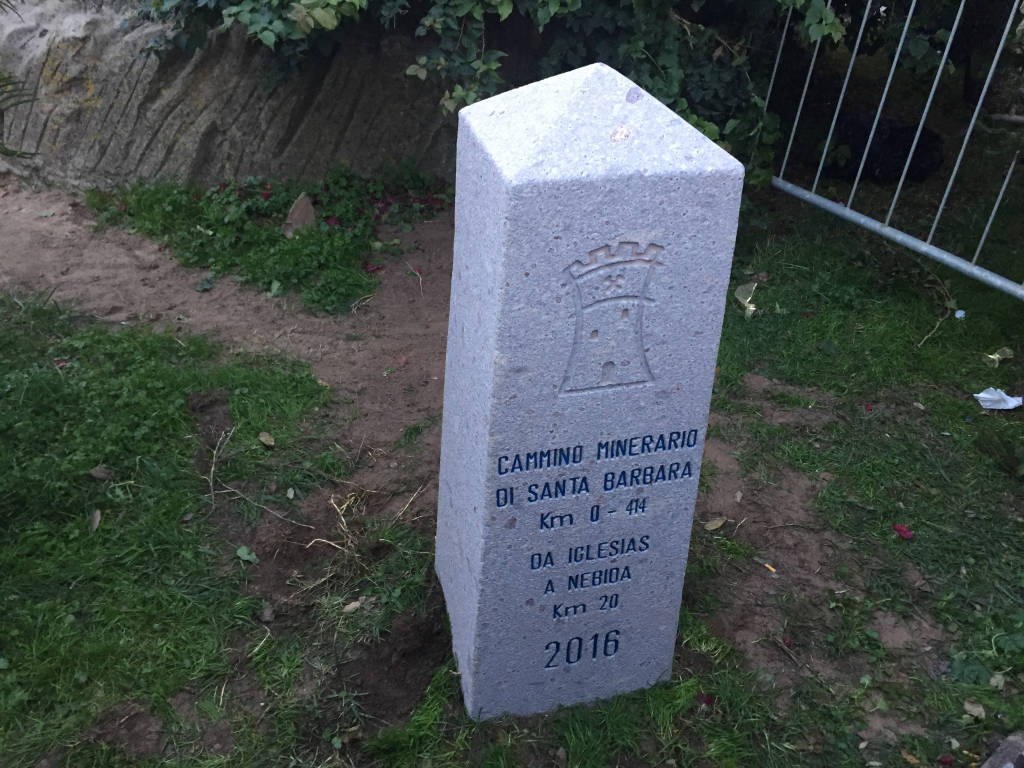 CAMMINO MINERARIO
DI SANTA BARBARA
Km 0 - 414
DA IGLESIAS
A NEBIDA
Km 20
2016